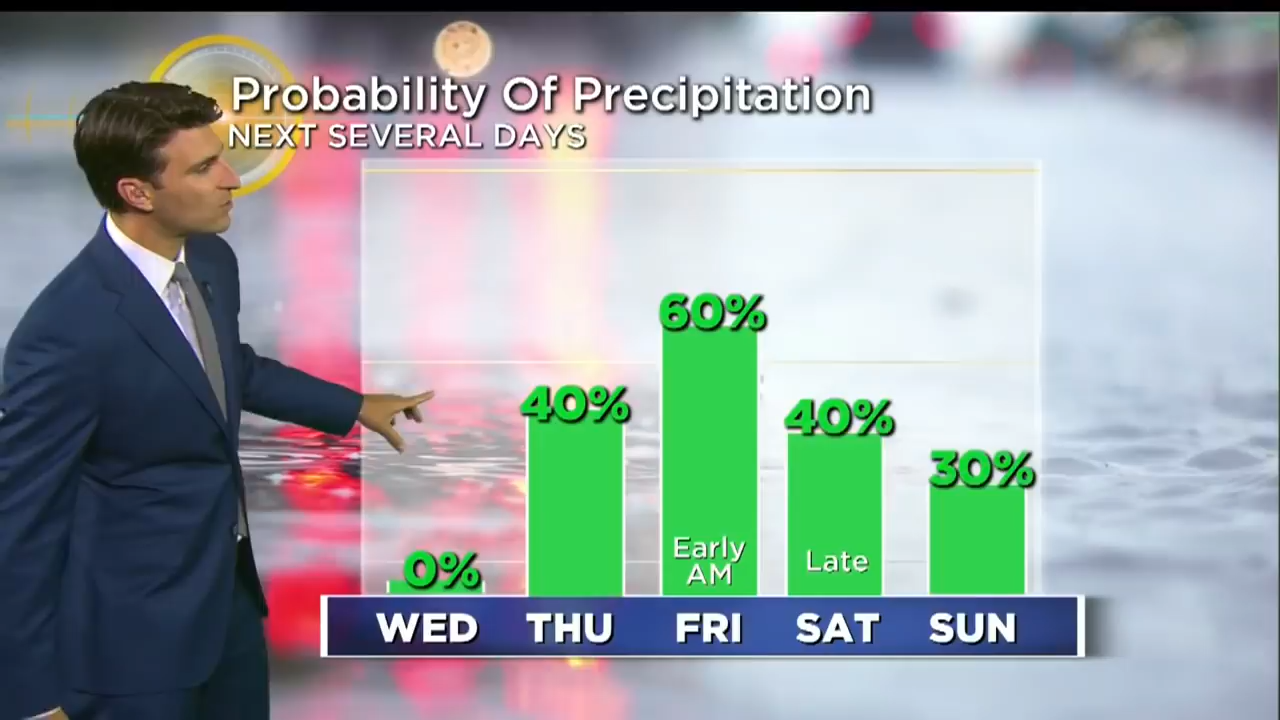 Probability Of Precipitation
NEXT SEVERAL DAYS
60%
40%
40%
30%
0%
Early
AM
Late
WED THU FRI SAT SUN